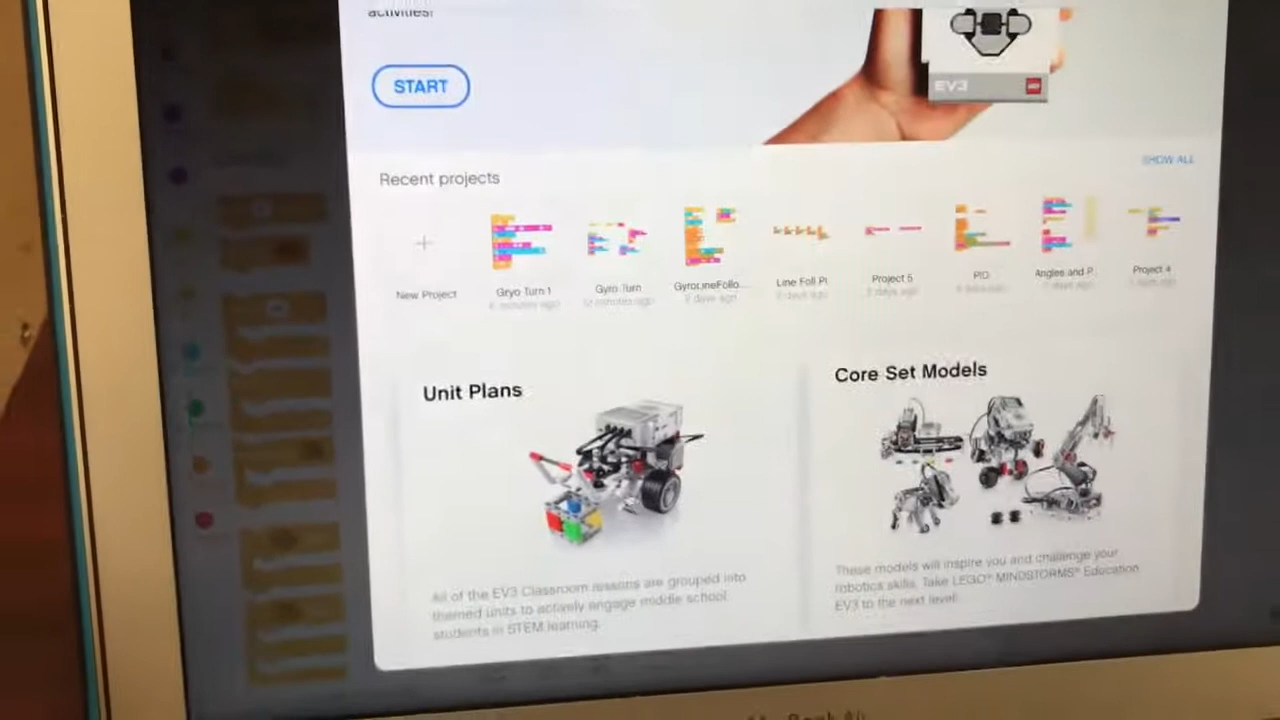 activities!
START
EV3
Recent projects
SHOW ALL
New Project
Gryo Turn 1
Gyro Turn
GyroLineFollo...
Line Foll PI
Project 5
PID
Angles and P...
Project 4
Unit Plans
Core Set Models
All of the EV3 Classroom lessons are grouped into
themed units to actively engage middle school
students in STEM learning.
These models will inspire you and challenge your
robotics skills. Take LEGO® MINDSTORMS® Education
EV3 to the next level!